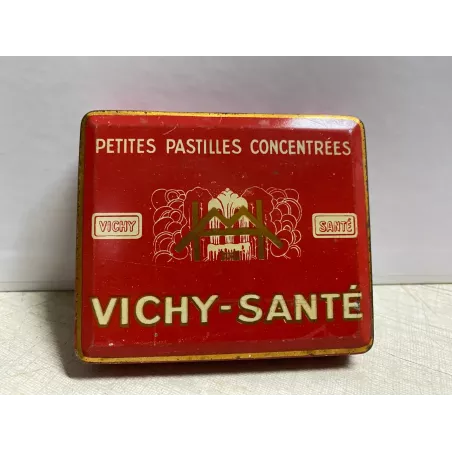 PETITES PASTILLES CONCENTRÉES
VICHY
SANTÉ
VICHY-SANTÉ